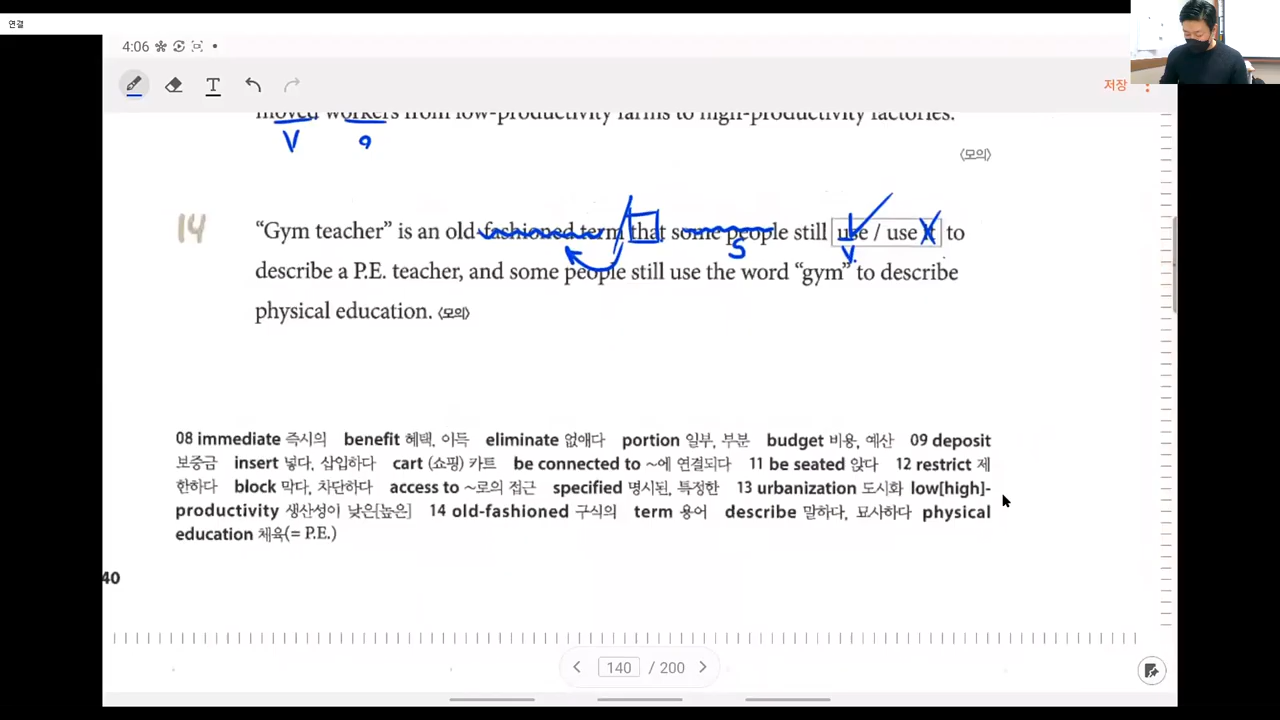 연결
4:06
T
저장
moved workers from low-productivity farms to high-productivity factories.
V o
<모의>
14 "Gym teacher" is an old-fashioned term that some people still use / use it to
S V
describe a P.E. teacher, and some people still use the word "gym" to describe
physical education. <모의>
08 immediate 즉시의 benefit 혜택, 이득 eliminate 없애다 portion 일부, 부분 budget 비용, 예산 09 deposit
보증금 insert 넣다, 삽입하다 cart (쇼핑) 카트 be connected to ~에 연결되다 11 be seated 앉다 12 restrict 제
한하다 block 막다, 차단하다 access to ~로의 접근 specified 명시된, 특정한 13 urbanization 도시화 low[high]-
productivity 생산성이 낮은[높은] 14 old-fashioned 구식의 term 용어 describe 말하다, 묘사하다 physical
education 체육(= P.E.)
40
140 / 200